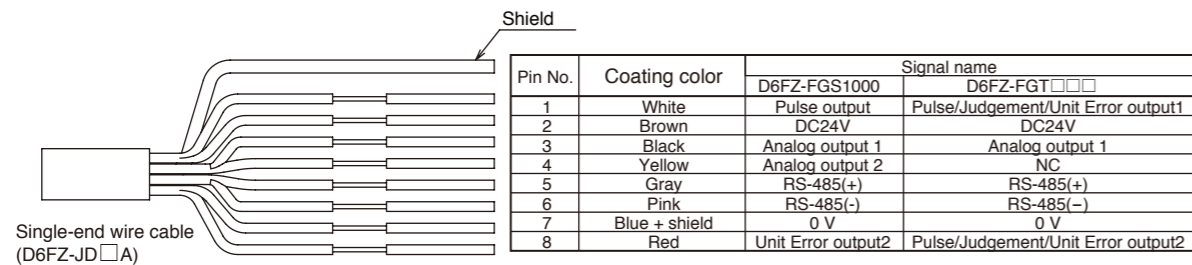 Shield
Pin No. Coating color Signal name
D6FZ-FGS1000 D6FZ-FGT□□□
1 White Pulse output Pulse/Judgement/Unit Error output1
2 Brown DC24V DC24V
3 Black Analog output 1 Analog output 1
4 Yellow Analog output 2 NC
5 Gray RS-485(+) RS-485(+)
6 Pink RS-485(-) RS-485(−)
7 Blue + shield 0 V 0 V
8 Red Unit Error output2 Pulse/Judgement/Unit Error output2
Single-end wire cable
(D6FZ-JD□A)